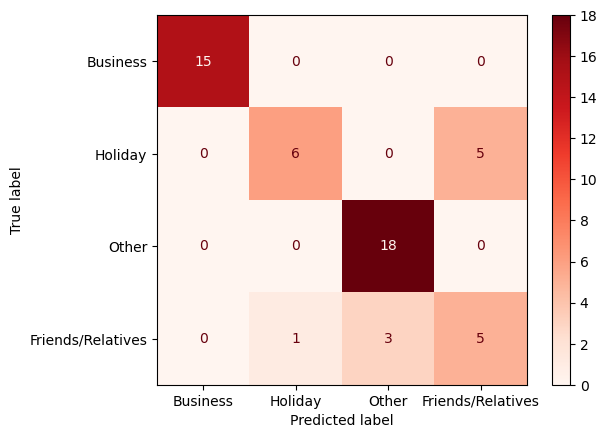 18
Business 15 0 0 0
16
14
12
Holiday 0 6 0 5
10
True label
8
Other 0 0 18 0
6
4
Friends/Relatives 0 1 3 5
2
0
Business Holiday Other Friends/Relatives
Predicted label